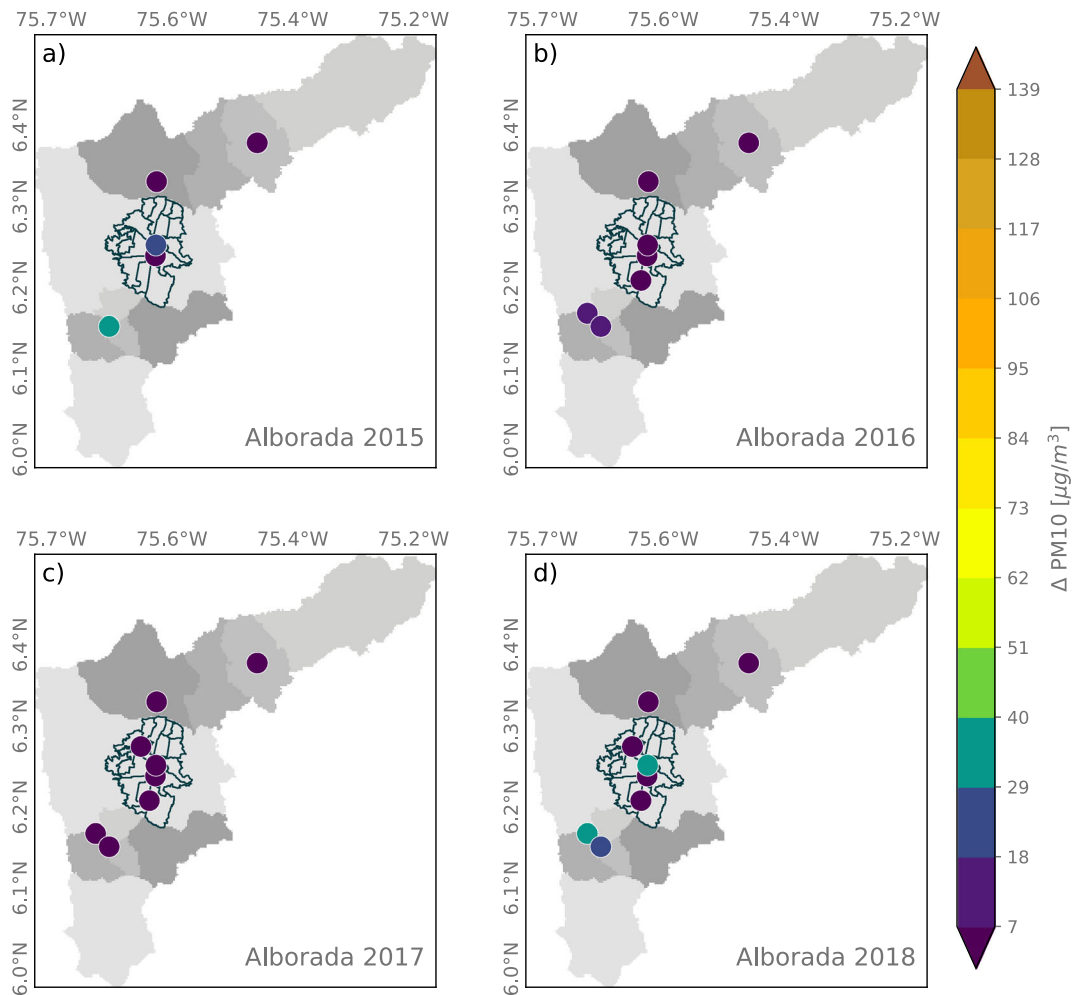 75.7°W 75.6°W 75.4°W 75.2°W
75.7°W 75.6°W 75.4°W 75.2°W
a)
6.4°N
6.3°N
6.2°N
6.1°N
6.0°N
Alborada 2015
b)
6.4°N
6.3°N
6.2°N
6.1°N
6.0°N
Alborada 2016
75.7°W 75.6°W 75.4°W 75.2°W
75.7°W 75.6°W 75.4°W 75.2°W
c)
6.4°N
6.3°N
6.2°N
6.1°N
6.0°N
Alborada 2017
d)
6.4°N
6.3°N
6.2°N
6.1°N
6.0°N
Alborada 2018
139
128
117
106
95
84
73
62
51
40
29
18
7
Δ PM10 [μg/m³]